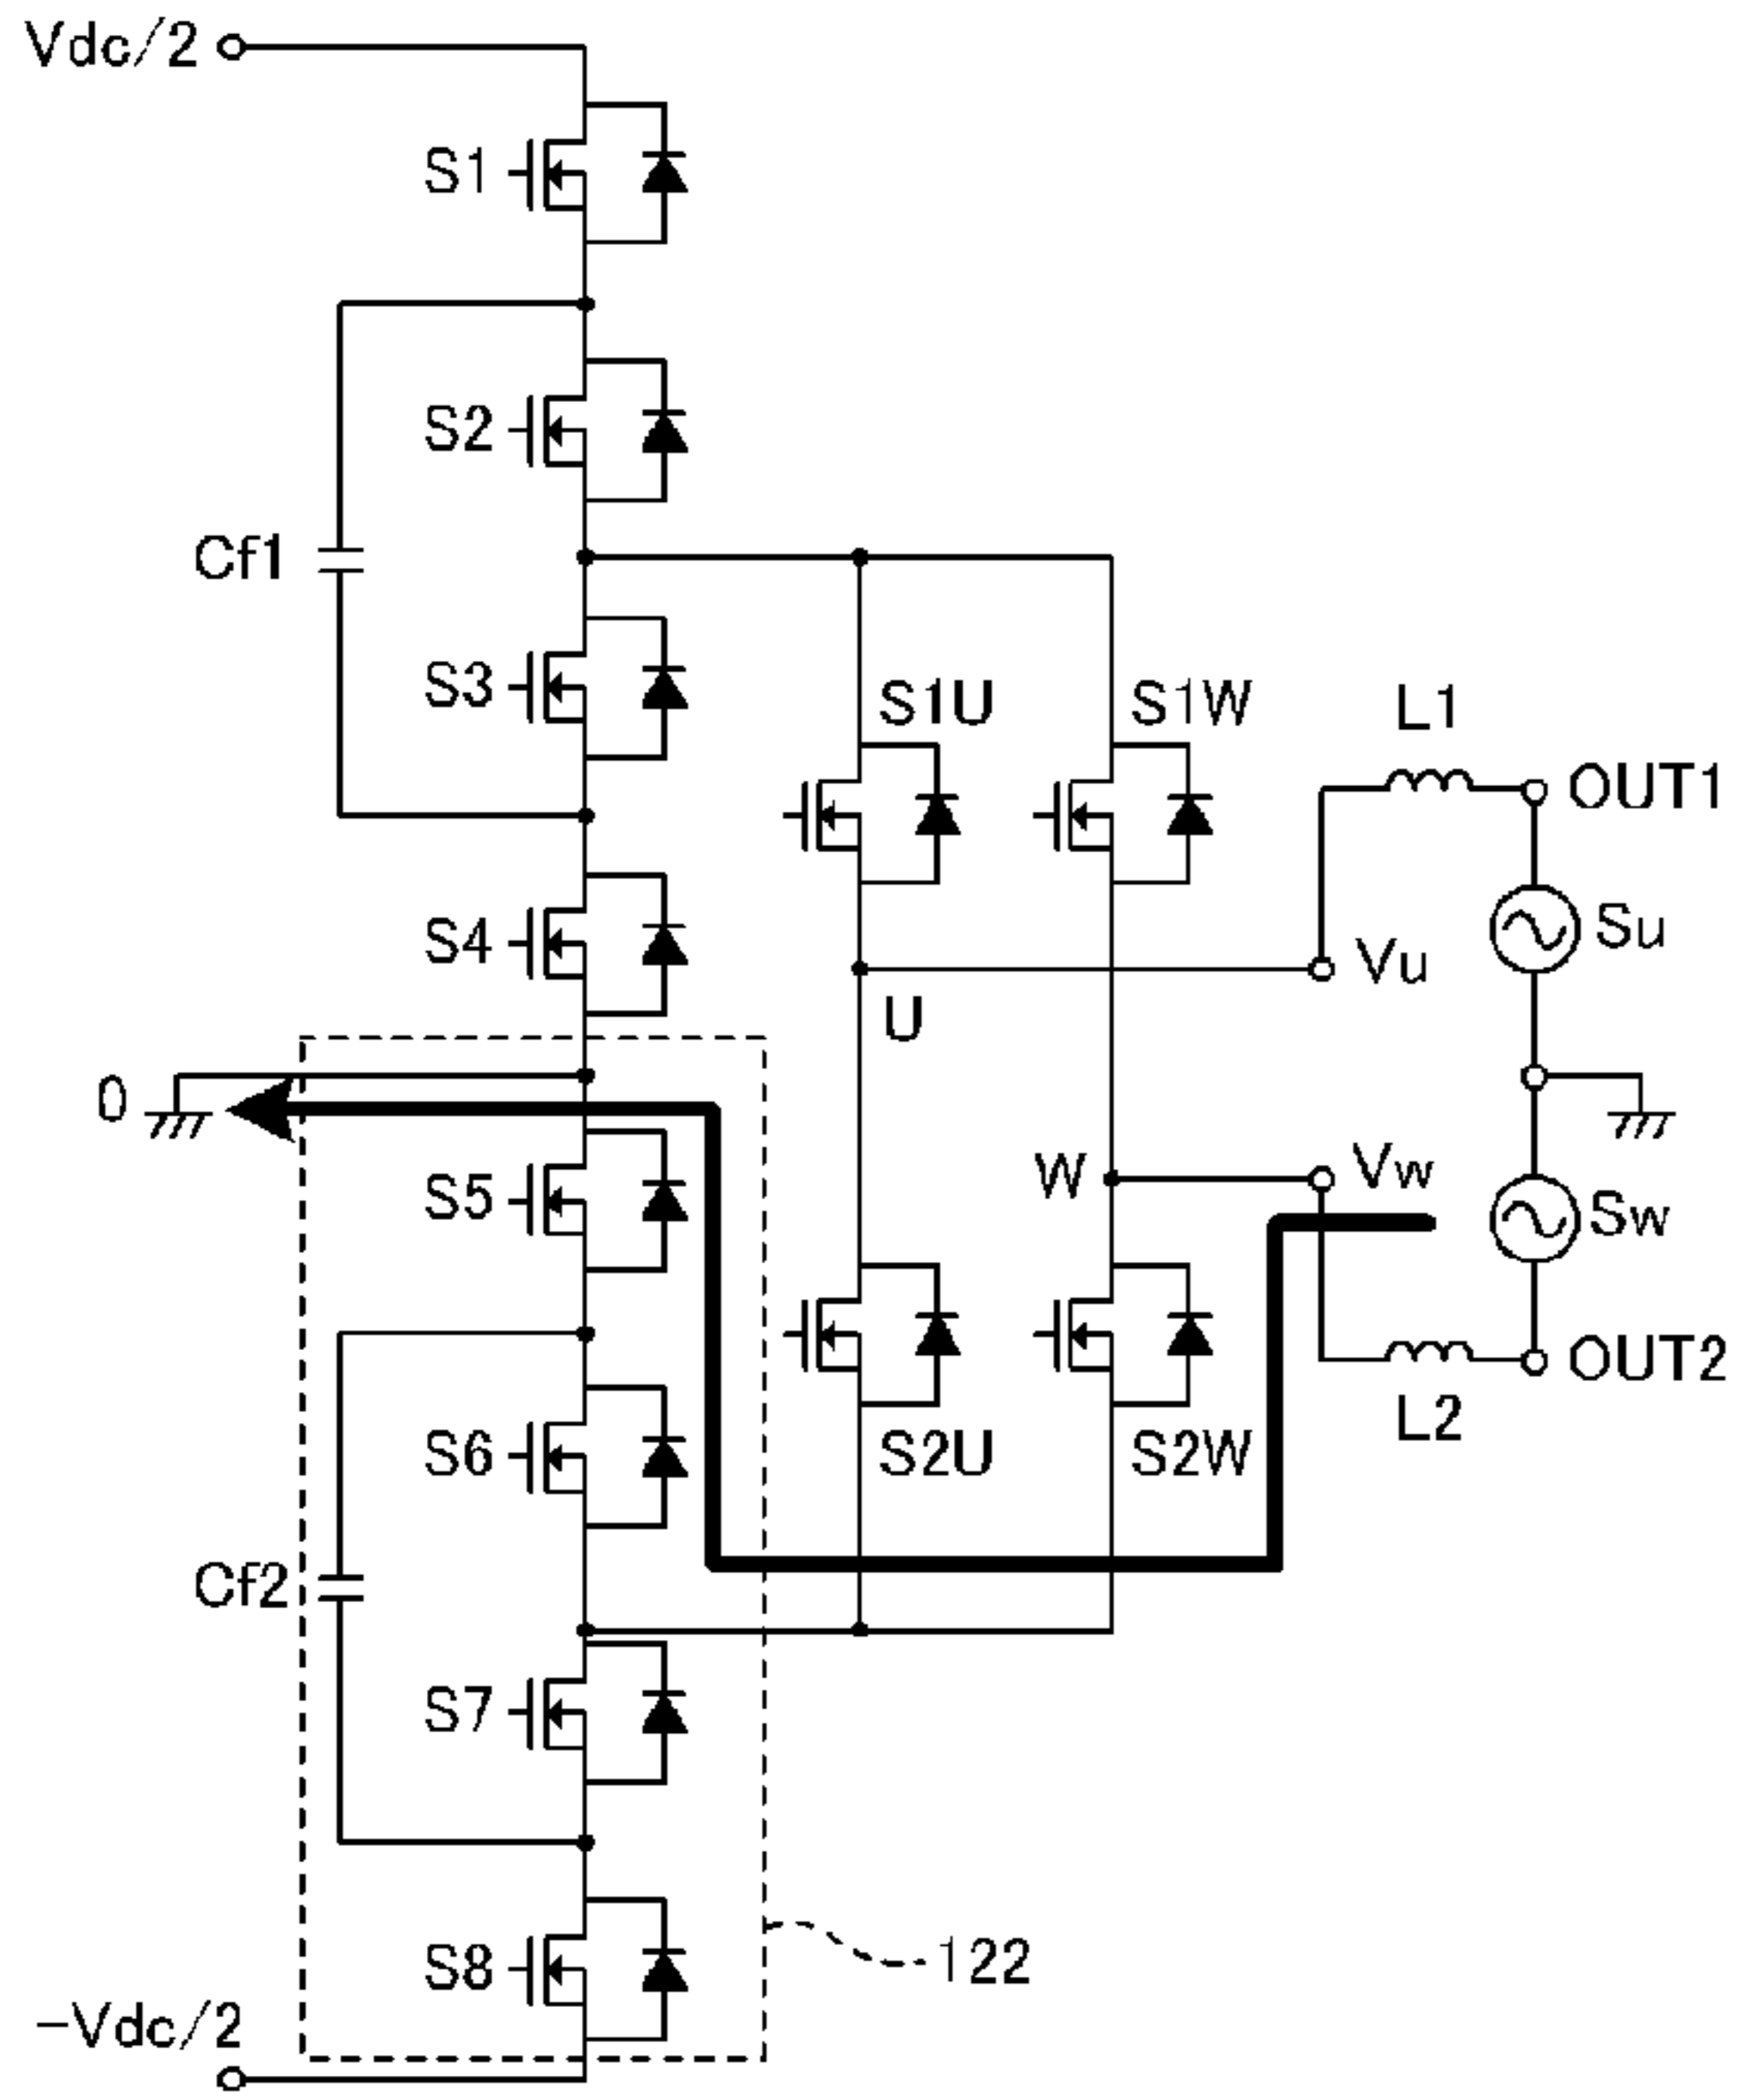 Vdc/2
S1
S2
Cf1
S3
S1U
S1W
L1
OUT1
S4
Su
Vu
U
0
Vw
W
S5
Sw
OUT2
L2
S6
S2U
S2W
Cf2
S7
S8
122
-Vdc/2